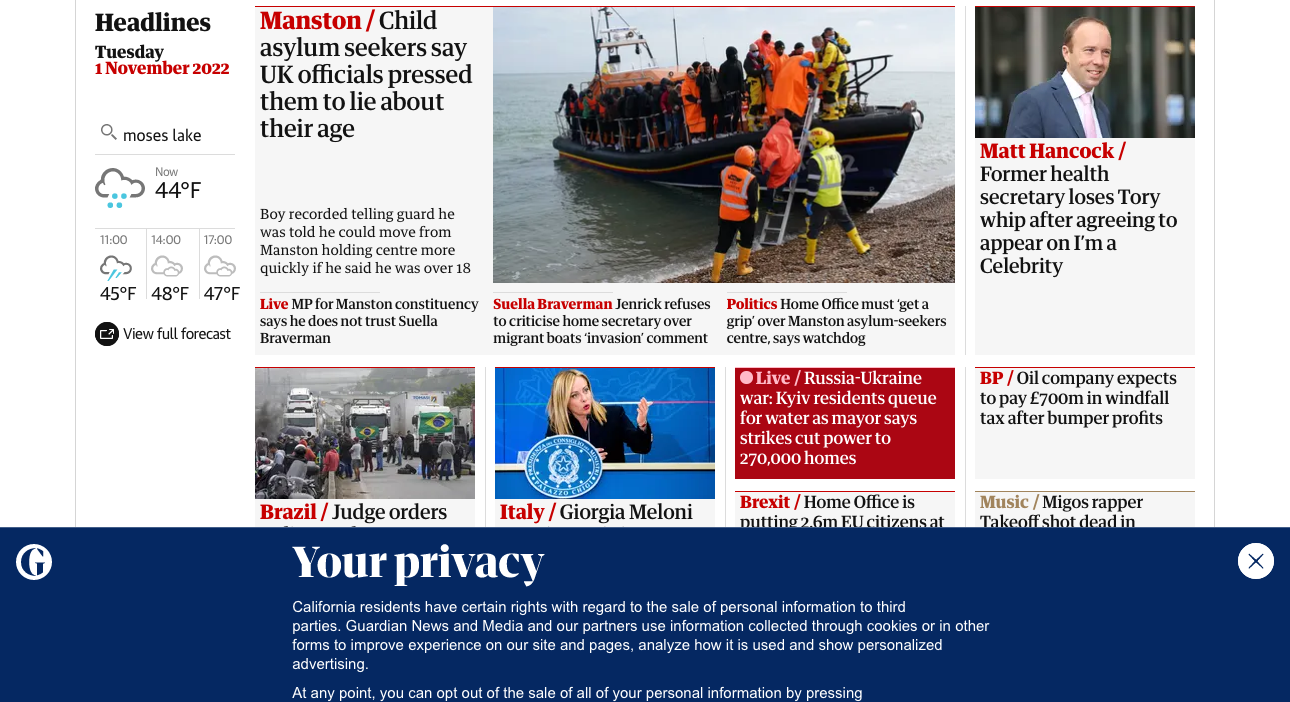 Headlines
Tuesday
1 November 2022
moses lake
Now
44°F
11:00
14:00
17:00
45°F
48°F
47°F
View full forecast
Manston / Child
asylum seekers say
UK officials pressed
them to lie about
their age
Boy recorded telling guard he
was told he could move from
Manston holding centre more
quickly if he said he was over 18
Live MP for Manston constituency
says he does not trust Suella
Braverman
Suella Braverman Jenrick refuses
to criticise home secretary over
migrant boats ‘invasion’ comment
Politics Home Office must ‘get a
grip’ over Manston asylum-seekers
centre, says watchdog
Matt Hancock /
Former health
secretary loses Tory
whip after agreeing to
appear on I’m a
Celebrity
Brazil / Judge orders
Italy / Giorgia Meloni
PALAZZO CHIGI
Live / Russia-Ukraine
war: Kyiv residents queue
for water as mayor says
strikes cut power to
270,000 homes
Brexit / Home Office is
putting 2.6m EU citizens at
BP / Oil company expects
to pay £700m in windfall
tax after bumper profits
Music / Migos rapper
Takeoff shot dead in
Your privacy
California residents have certain rights with regard to the sale of personal information to third
parties. Guardian News and Media and our partners use information collected through cookies or in other
forms to improve experience on our site and pages, analyze how it is used and show personalized
advertising.
At any point, you can opt out of the sale of all of your personal information by pressing